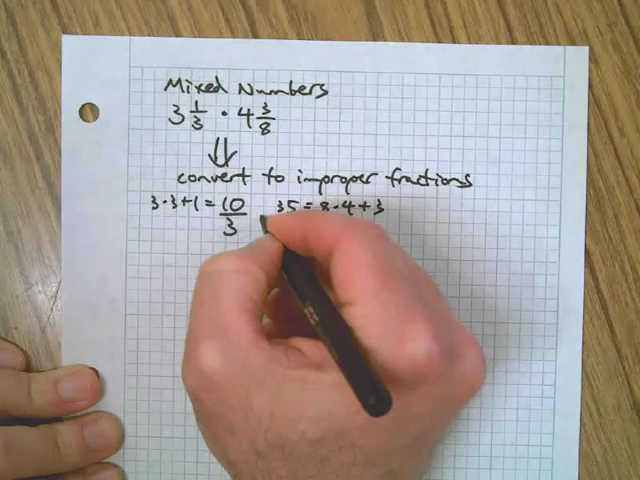 Mixed Numbers
3 1/3 · 4 3/8
⇓
convert to improper fractions
3·3+1 = 10/3 35 = 8·4+3